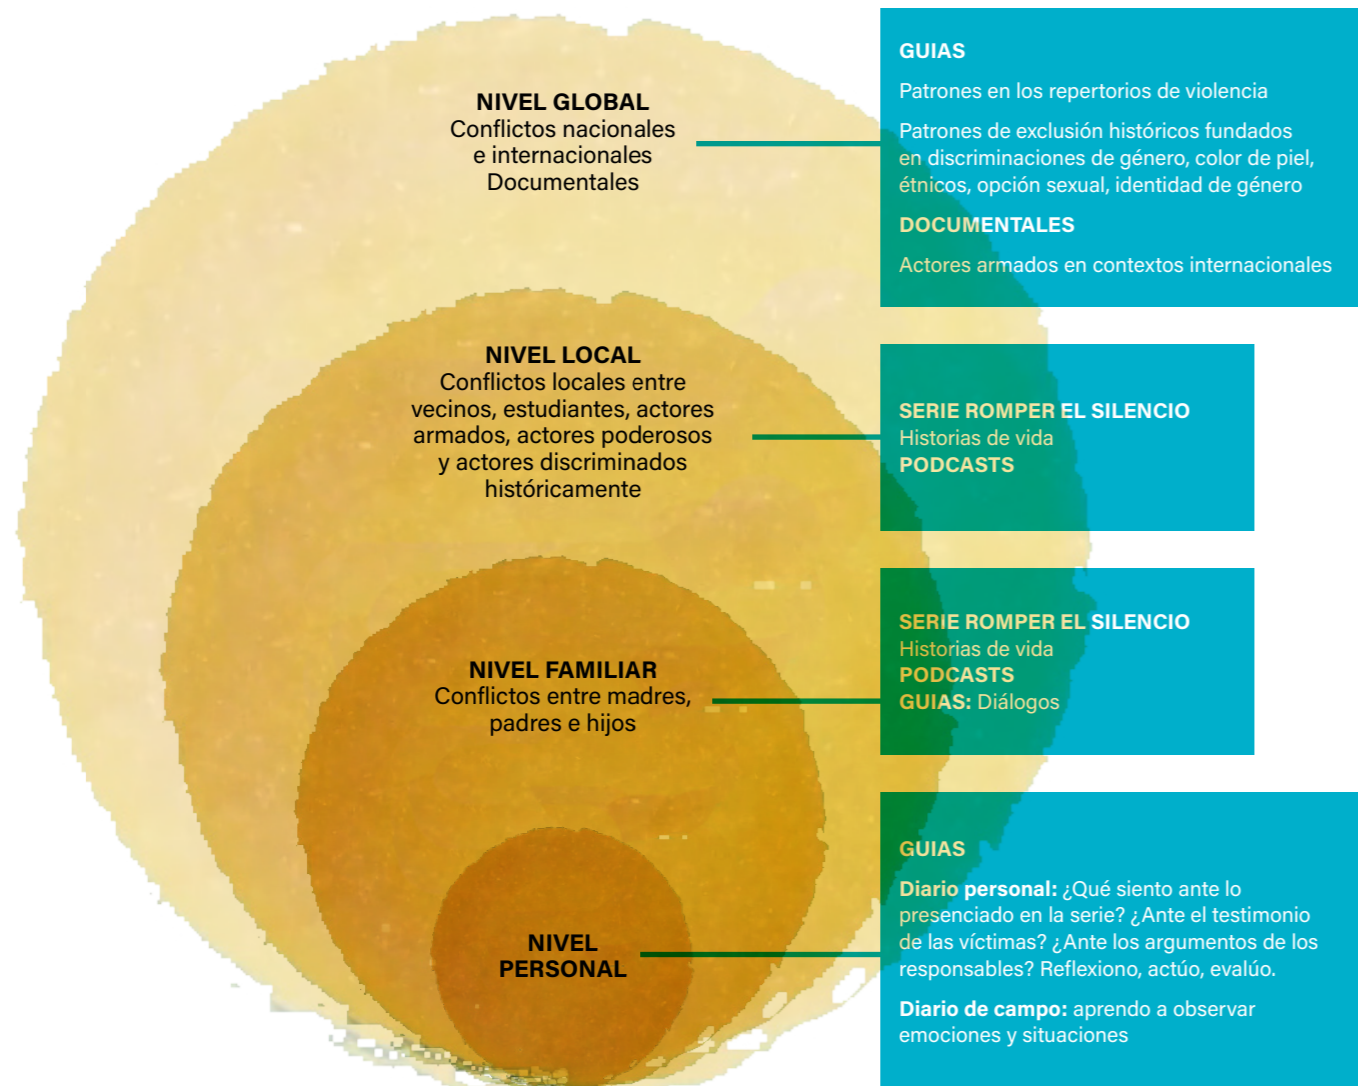 NIVEL GLOBAL
Conflictos nacionales
e internacionales
Documentales
GUIAS
Patrones en los repertorios de violencia
Patrones de exclusión históricos fundados
en discriminaciones de género, color de piel,
étnicos, opción sexual, identidad de género
DOCUMENTALES
Actores armados en contextos internacionales
NIVEL LOCAL
Conflictos locales entre
vecinos, estudiantes, actores
armados, actores poderosos
y actores discriminados
históricamente
SERIE ROMPER EL SILENCIO
Historias de vida
PODCASTS
NIVEL FAMILIAR
Conflictos entre madres,
padres e hijos
SERIE ROMPER EL SILENCIO
Historias de vida
PODCASTS
GUIAS: Diálogos
NIVEL
PERSONAL
GUIAS
Diario personal: ¿Qué siento ante lo
presenciado en la serie? ¿Ante el testimonio
de las víctimas? ¿Ante los argumentos de los
responsables? Reflexiono, actúo, evalúo.
Diario de campo: aprendo a observar
emociones y situaciones